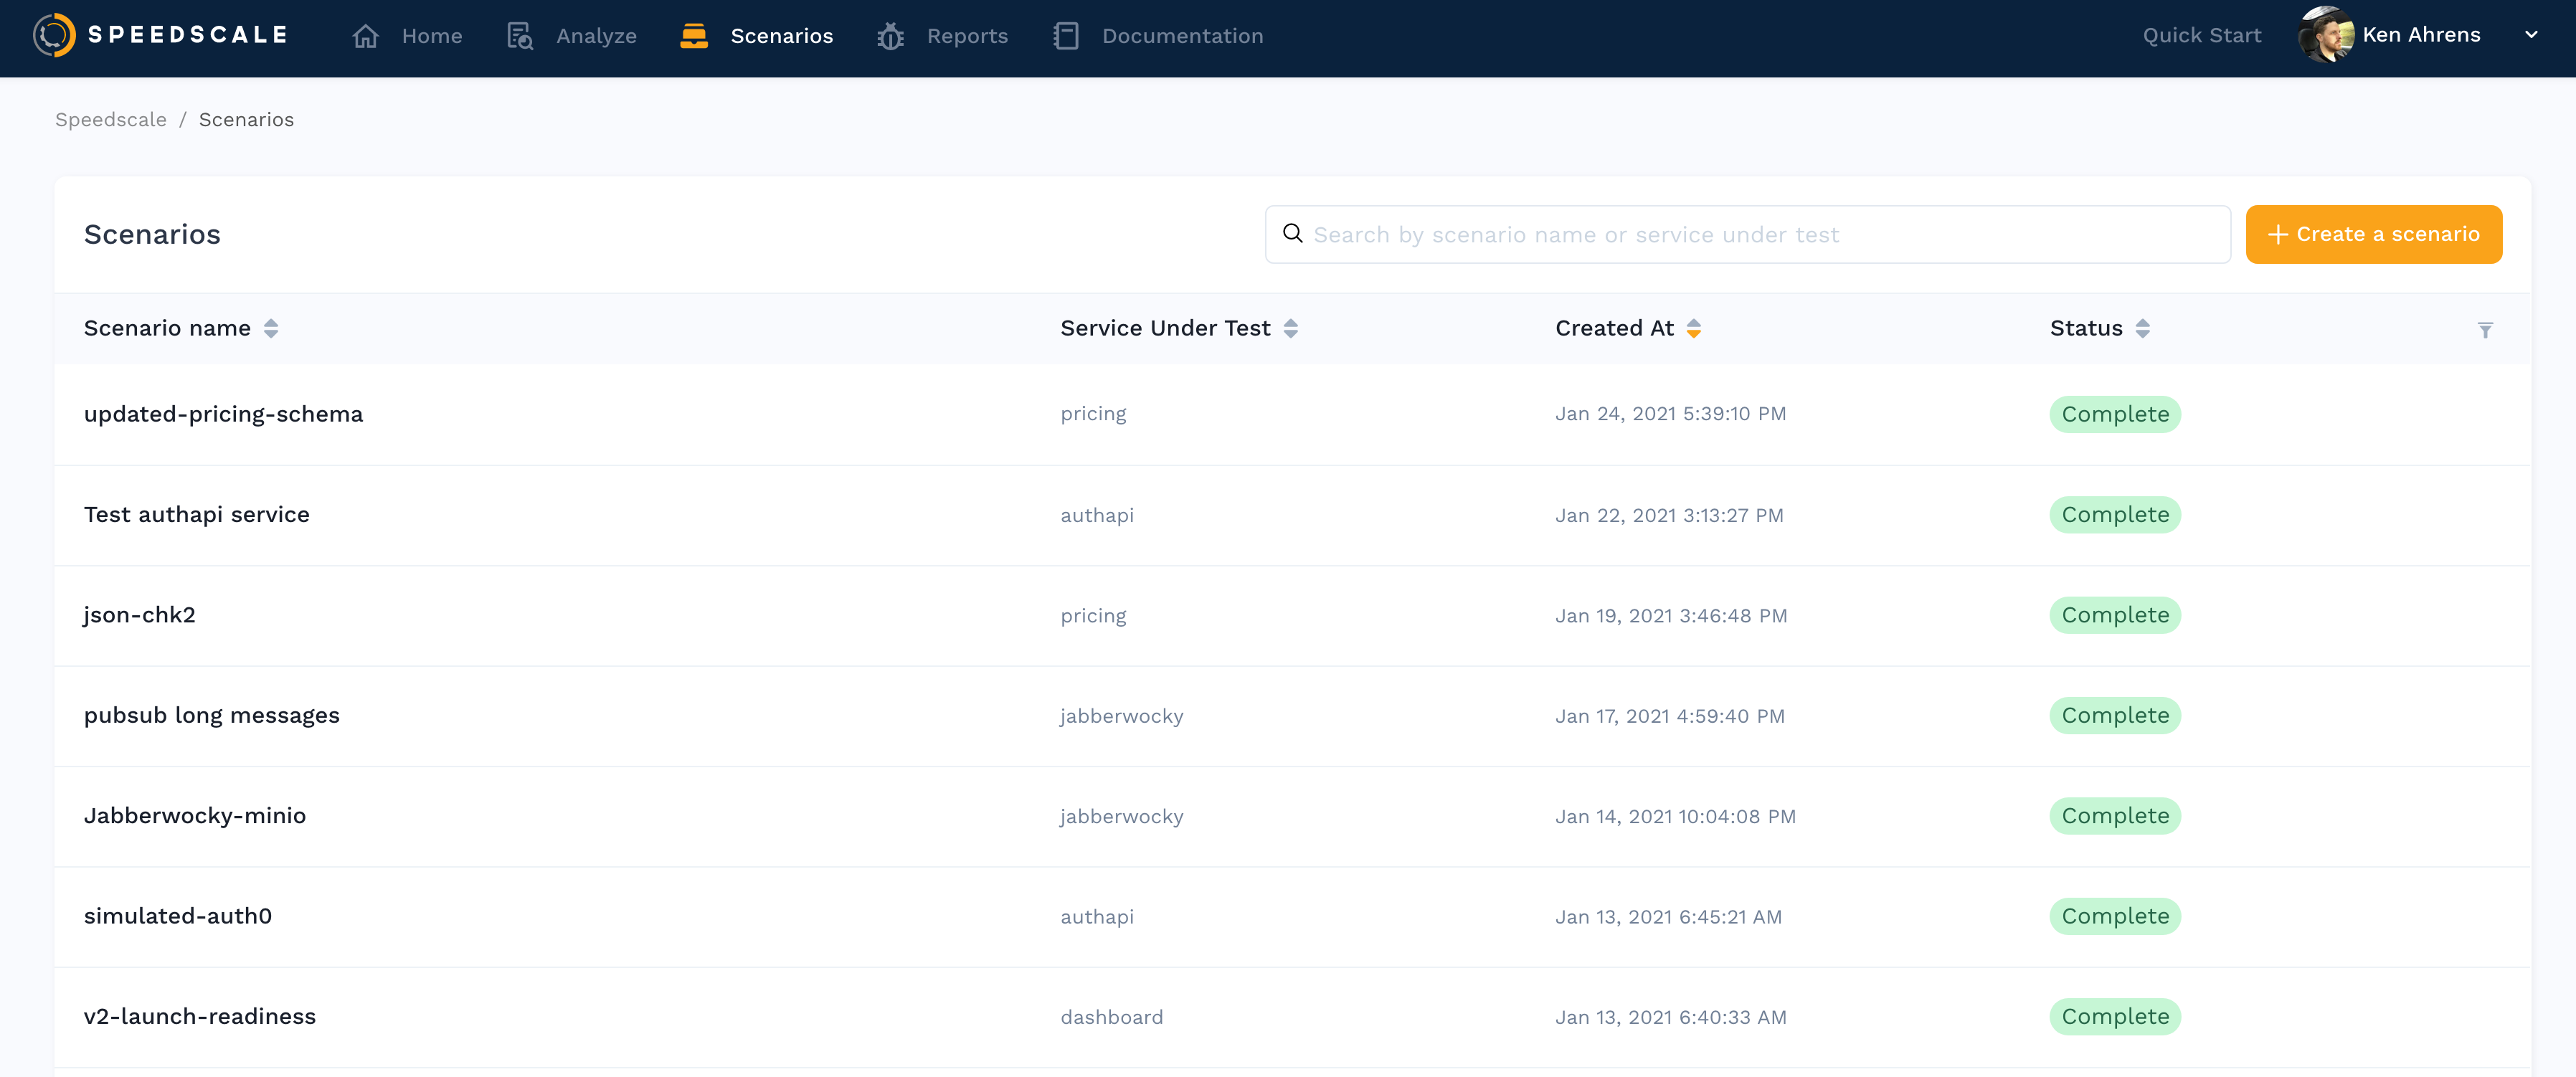 SPEEDSCALE Home Analyze Scenarios Reports Documentation Quick Start Ken Ahrens
Speedscale / Scenarios
Scenarios Search by scenario name or service under test + Create a scenario
Scenario name Service Under Test Created At Status
updated-pricing-schema pricing Jan 24, 2021 5:39:10 PM Complete
Test authapi service authapi Jan 22, 2021 3:13:27 PM Complete
json-chk2 pricing Jan 19, 2021 3:46:48 PM Complete
pubsub long messages jabberwocky Jan 17, 2021 4:59:40 PM Complete
Jabberwocky-minio jabberwocky Jan 14, 2021 10:04:08 PM Complete
simulated-auth0 authapi Jan 13, 2021 6:45:21 AM Complete
v2-launch-readiness dashboard Jan 13, 2021 6:40:33 AM Complete